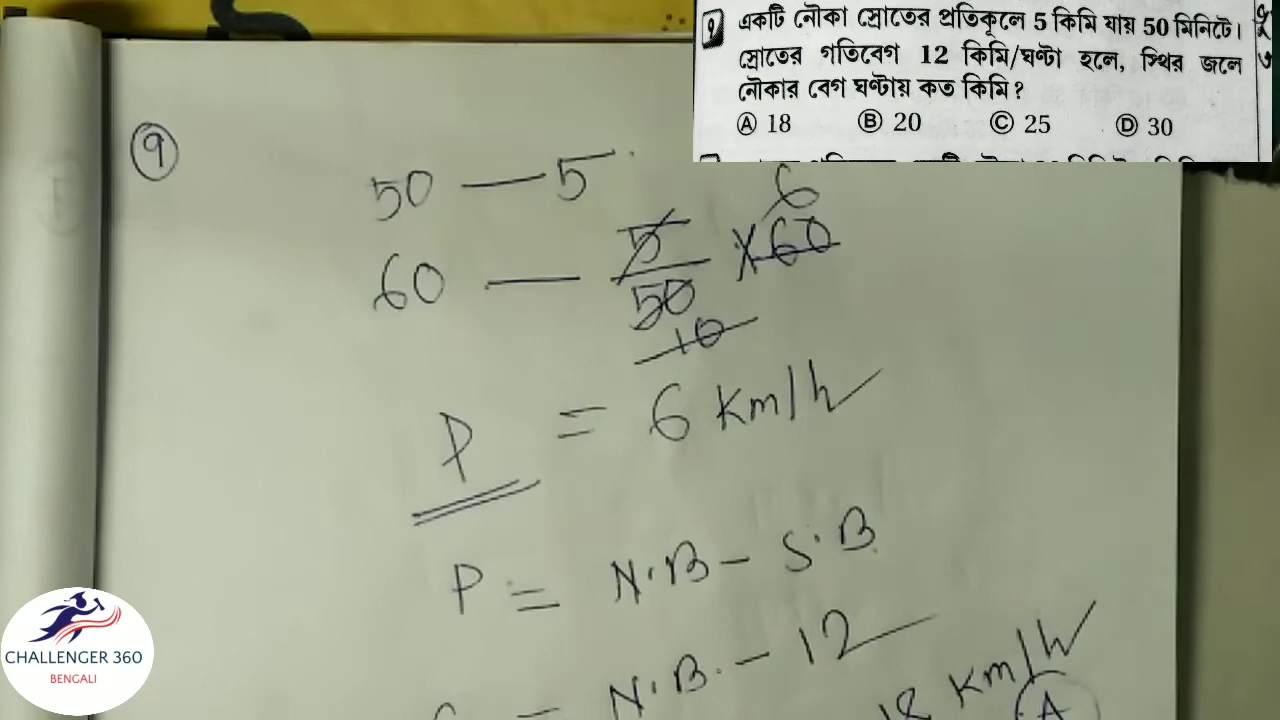 ৭ একটি নৌকা স্রোতের প্রতিকূলে 5 কিমি যায় 50 মিনিটে।
স্রোতের গতিবেগ 12 কিমি/ঘণ্টা হলে, স্থির জলে
নৌকার বেগ ঘণ্টায় কত কিমি?
Ⓐ 18 Ⓑ 20 Ⓒ 25 Ⓓ 30
9
50 — 5
6
60 — 5/50 × 60
10
P = 6 Km/h
P = N.B – S.B
= N.B. – 12
18 Km/h
A
CHALLENGER 360
BENGALI